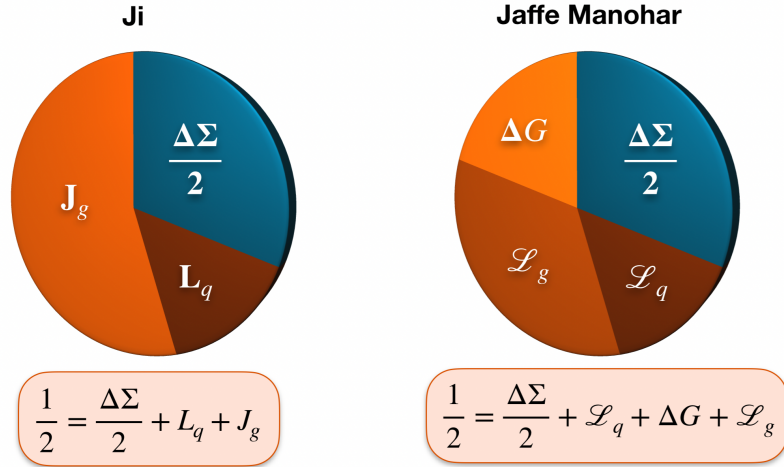 Ji
Jaffe Manohar
ΔΣ
2
J_g
L_q
ΔG
ΔΣ
2
ℒ_g
ℒ_q
1/2 = ΔΣ/2 + L_q + J_g
1/2 = ΔΣ/2 + ℒ_q + ΔG + ℒ_g